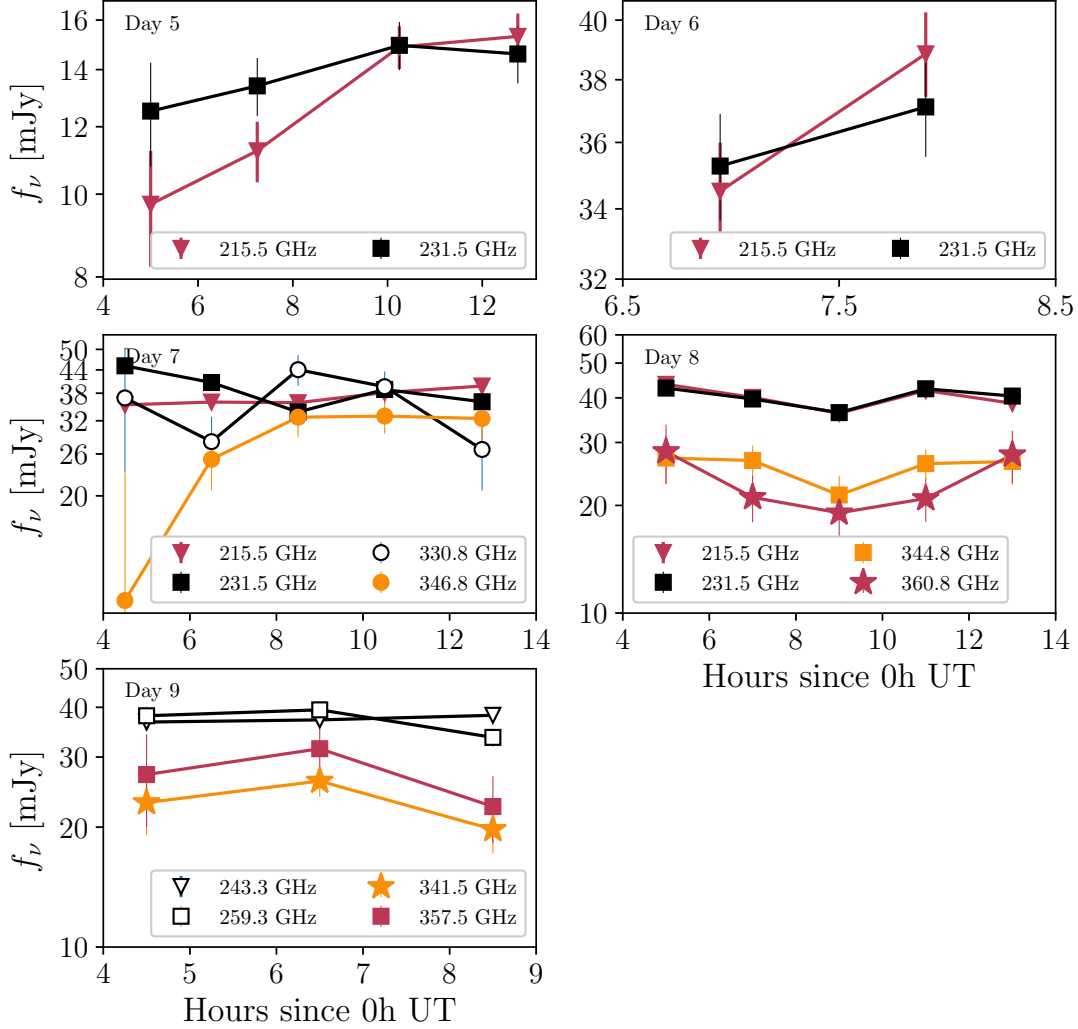 Day 5
f_ν [mJy]
16
14
12
10
8
4
6
8
10
12
215.5 GHz
231.5 GHz
Day 6
40
38
36
34
32
6.5
7.5
8.5
215.5 GHz
231.5 GHz
Day 7
f_ν [mJy]
50
44
38
32
26
20
4
6
8
10
12
14
215.5 GHz
330.8 GHz
231.5 GHz
346.8 GHz
Day 8
60
50
40
30
20
10
4
6
8
10
12
14
215.5 GHz
344.8 GHz
231.5 GHz
360.8 GHz
Hours since 0h UT
Day 9
f_ν [mJy]
50
40
30
20
10
4
5
6
7
8
9
243.3 GHz
341.5 GHz
259.3 GHz
357.5 GHz
Hours since 0h UT